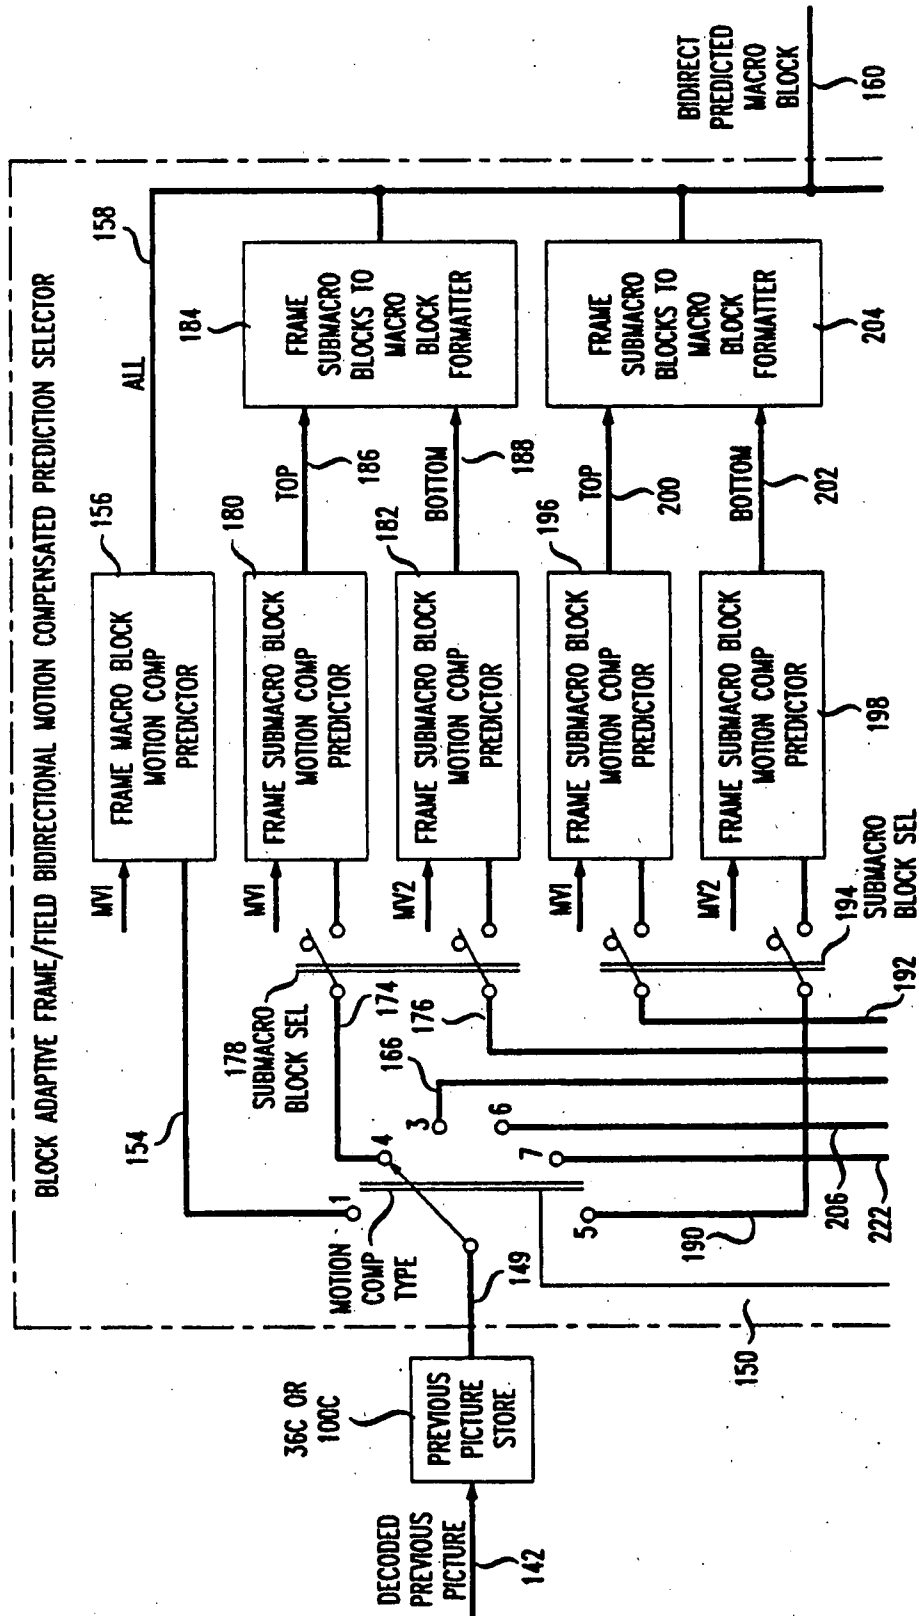 BLOCK ADAPTIVE FRAME/FIELD BIDIRECTIONAL MOTION COMPENSATED PREDICTION SELECTOR
DECODED
PREVIOUS
PICTURE
142
36C OR
100C
PREVIOUS
PICTURE
STORE
149
150
MOTION
COMP
TYPE
1
4
3
6
7
5
154
166
174
176
178
SUBMACRO
BLOCK SEL
190
206
222
192
194
SUBMACRO
BLOCK SEL
MV1
FRAME MACRO BLOCK
MOTION COMP
PREDICTOR
156
ALL
158
MV1
FRAME SUBMACRO BLOCK
MOTION COMP
PREDICTOR
180
TOP
186
MV2
FRAME SUBMACRO BLOCK
MOTION COMP
PREDICTOR
182
BOTTOM
188
184
FRAME
SUBMACRO
BLOCKS TO
MACRO
BLOCK
FORMATTER
MV1
FRAME SUBMACRO BLOCK
MOTION COMP
PREDICTOR
196
TOP
200
MV2
FRAME SUBMACRO BLOCK
MOTION COMP
PREDICTOR
198
BOTTOM
202
FRAME
SUBMACRO
BLOCKS TO
MACRO
BLOCK
FORMATTER
204
BIDIRECT
PREDICTED
MACRO
BLOCK
160